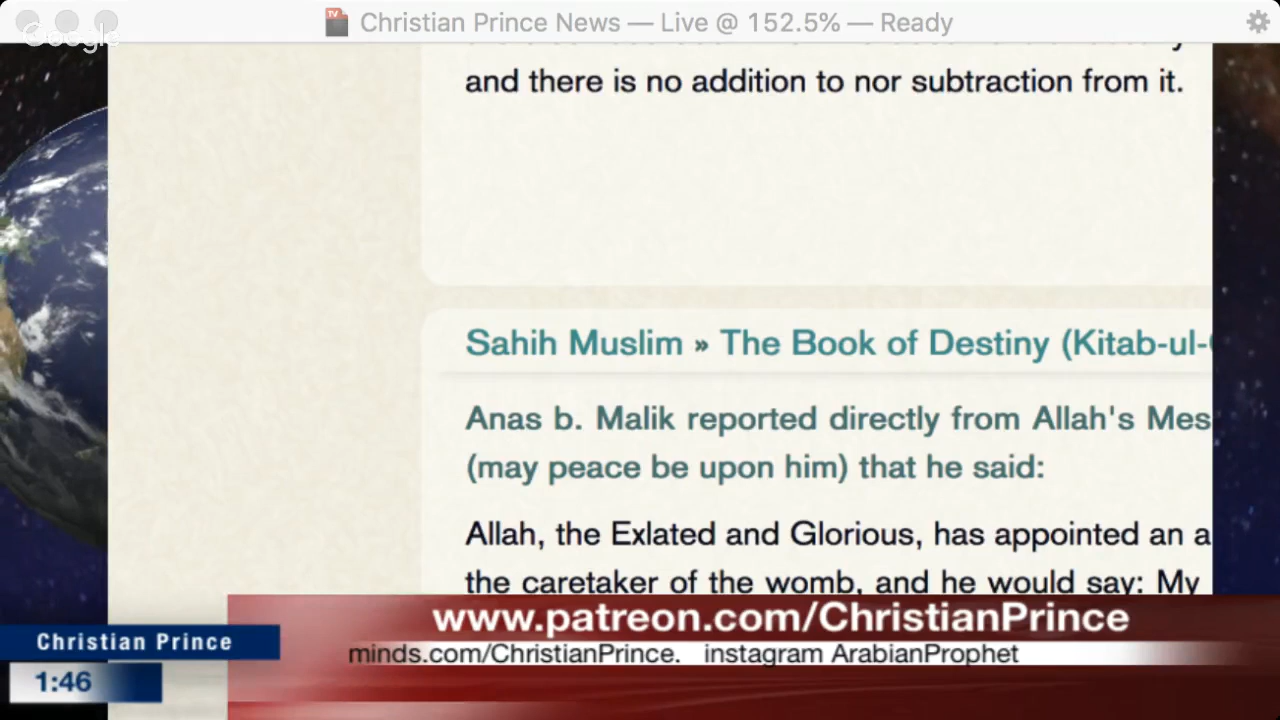 Christian Prince News — Live @ 152.5% — Ready
Google
and there is no addition to nor subtraction from it.
Sahih Muslim » The Book of Destiny (Kitab-ul-
Anas b. Malik reported directly from Allah's Mes
(may peace be upon him) that he said:
Allah, the Exlated and Glorious, has appointed an a
the caretaker of the womb, and he would say: My
www.patreon.com/ChristianPrince
Christian Prince
minds.com/ChristianPrince. instagram ArabianProphet
1:46